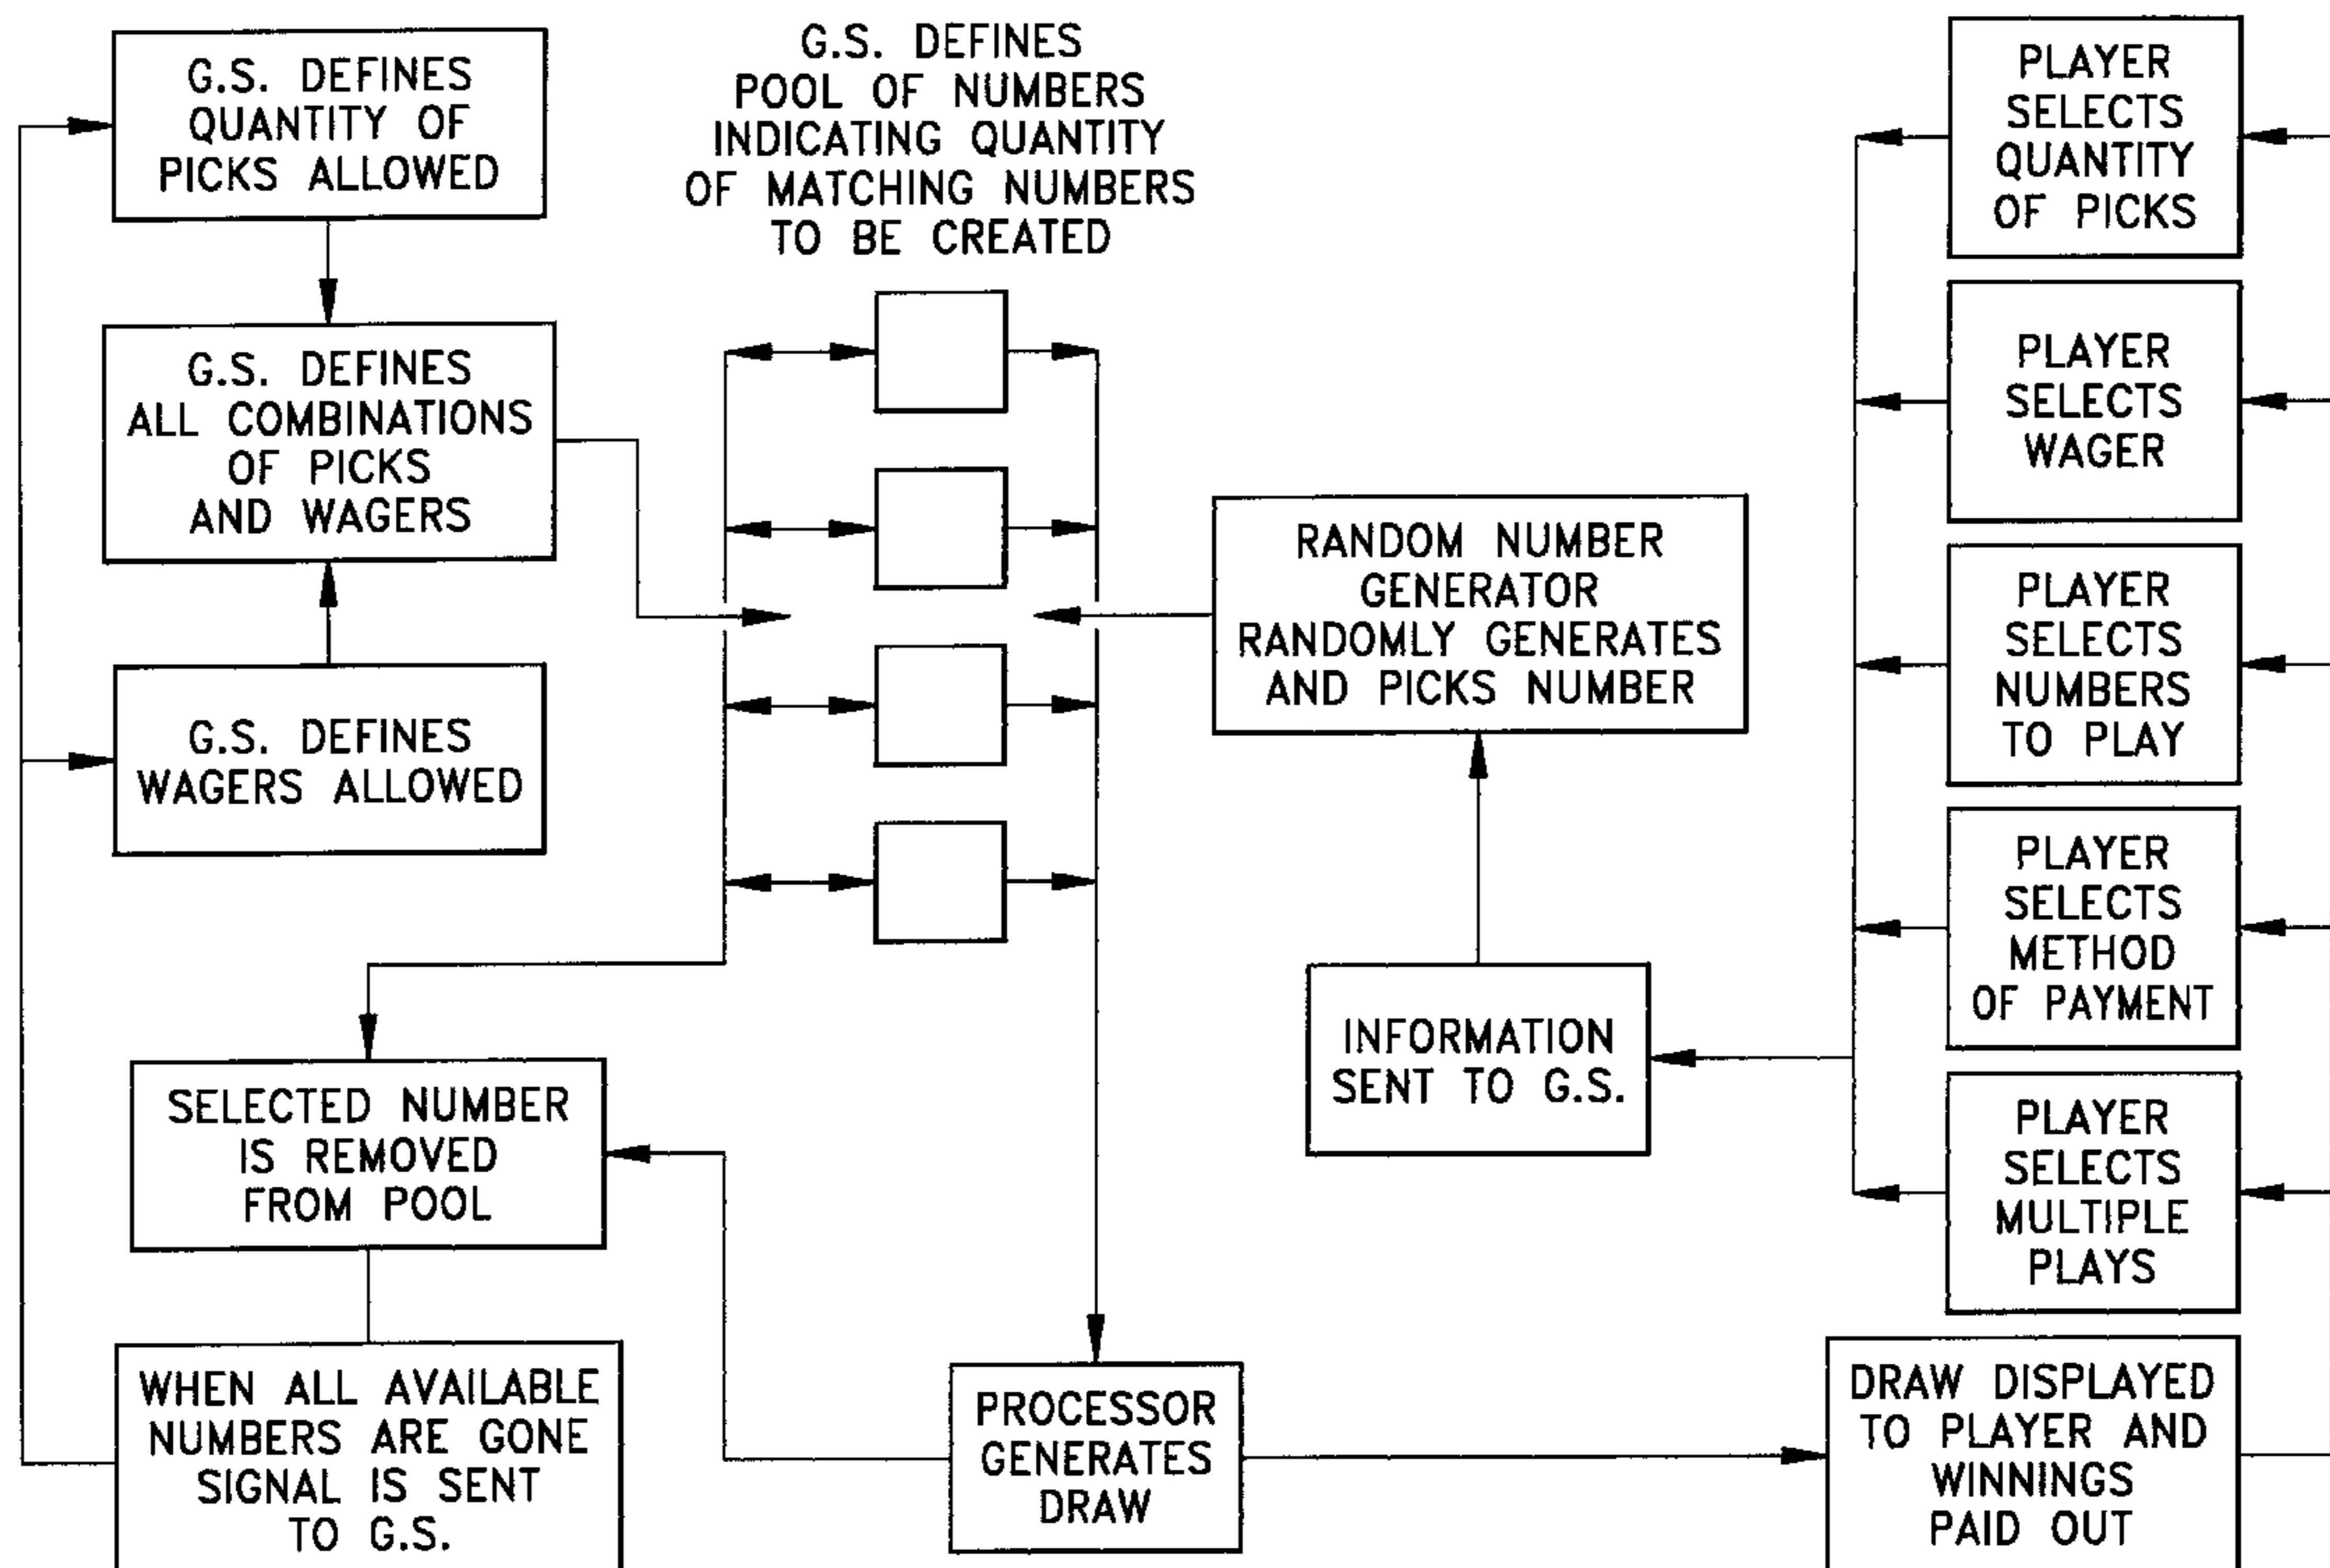 G.S. DEFINES
QUANTITY OF
PICKS ALLOWED
G.S. DEFINES
ALL COMBINATIONS
OF PICKS
AND WAGERS
G.S. DEFINES
WAGERS ALLOWED
SELECTED NUMBER
IS REMOVED
FROM POOL
WHEN ALL AVAILABLE
NUMBERS ARE GONE
SIGNAL IS SENT
TO G.S.
G.S. DEFINES
POOL OF NUMBERS
INDICATING QUANTITY
OF MATCHING NUMBERS
TO BE CREATED
PROCESSOR
GENERATES
DRAW
RANDOM NUMBER
GENERATOR
RANDOMLY GENERATES
AND PICKS NUMBER
INFORMATION
SENT TO G.S.
PLAYER
SELECTS
QUANTITY
OF PICKS
PLAYER
SELECTS
WAGER
PLAYER
SELECTS
NUMBERS
TO PLAY
PLAYER
SELECTS
METHOD
OF PAYMENT
PLAYER
SELECTS
MULTIPLE
PLAYS
DRAW DISPLAYED
TO PLAYER AND
WINNINGS
PAID OUT